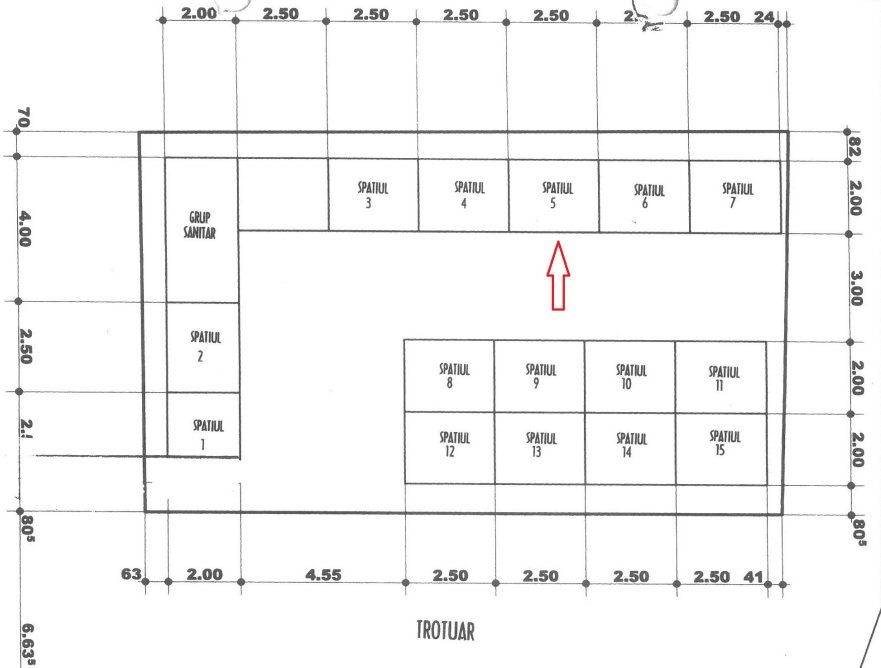 2.00 2.50 2.50 2.50 2.50 2.50 24
70
82
SPATIUL
3
SPATIUL
4
SPATIUL
5
SPATIUL
6
SPATIUL
7
2.00
GRUP
SANITAR
4.00
3.00
SPATIUL
2
2.50
SPATIUL
8
SPATIUL
9
SPATIUL
10
SPATIUL
11
2.00
SPATIUL
1
SPATIUL
12
SPATIUL
13
SPATIUL
14
SPATIUL
15
2.00
80⁵
80⁵
63 2.00 4.55 2.50 2.50 2.50 2.50 41
TROTUAR
6.63⁵